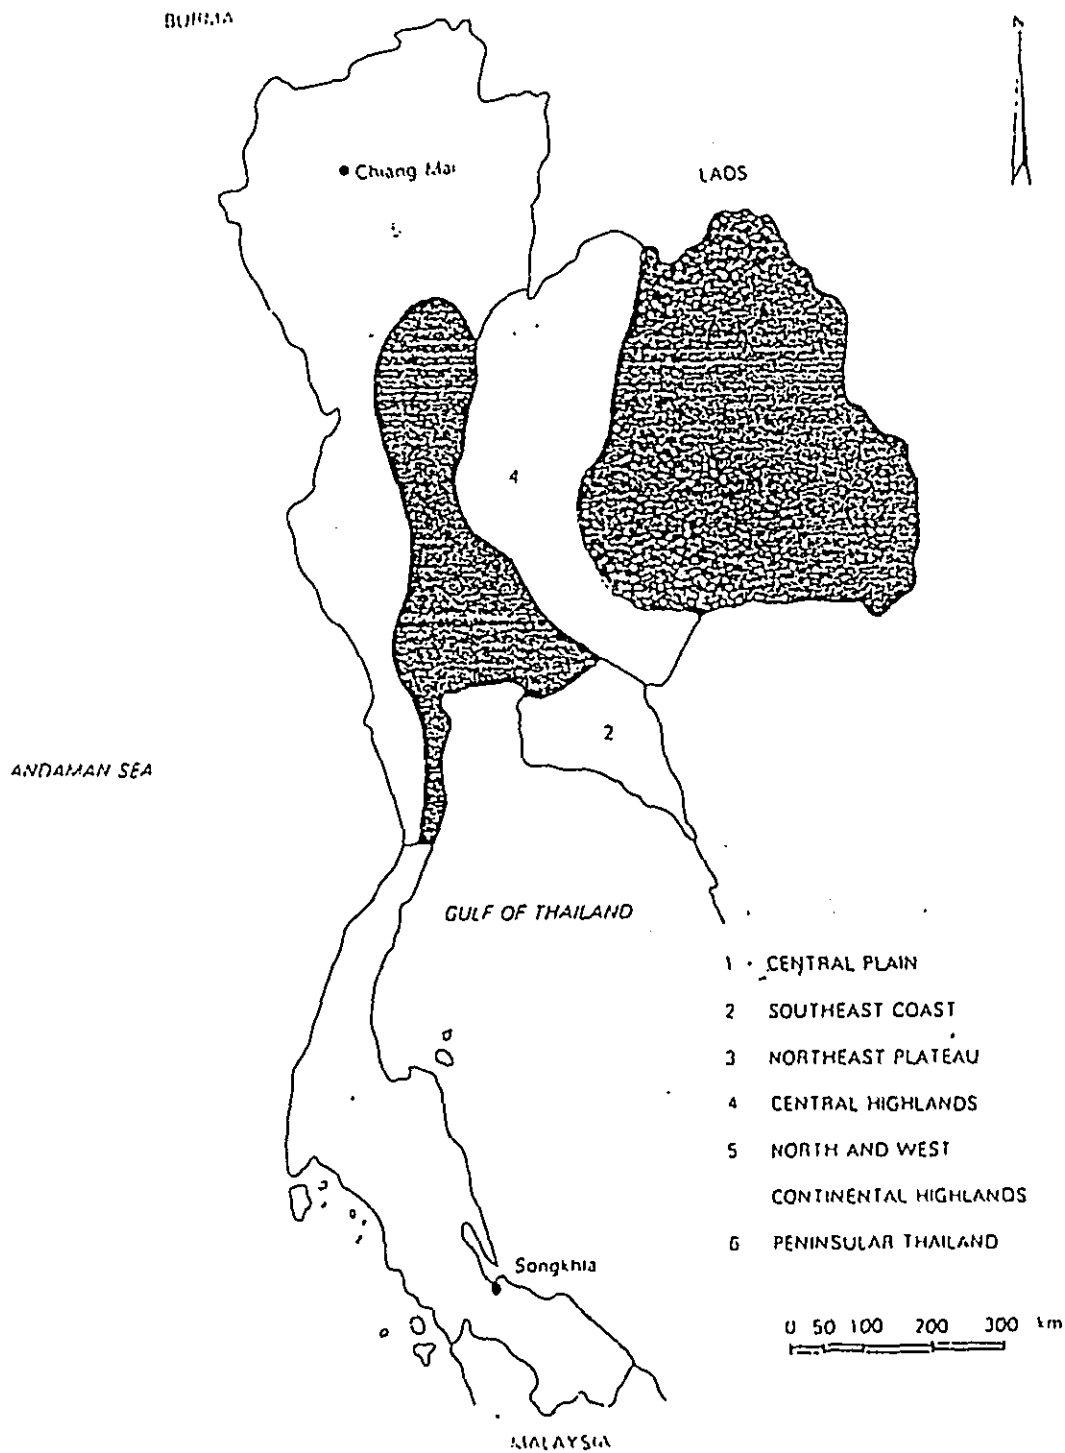 BURMA
N
Chiang Mai
LAOS
5
4
2
ANDAMAN SEA
GULF OF THAILAND
1 CENTRAL PLAIN
2 SOUTHEAST COAST
3 NORTHEAST PLATEAU
4 CENTRAL HIGHLANDS
5 NORTH AND WEST
CONTINENTAL HIGHLANDS
6 PENINSULAR THAILAND
Songkhla
0 50 100 200 300 km
MALAYSIA